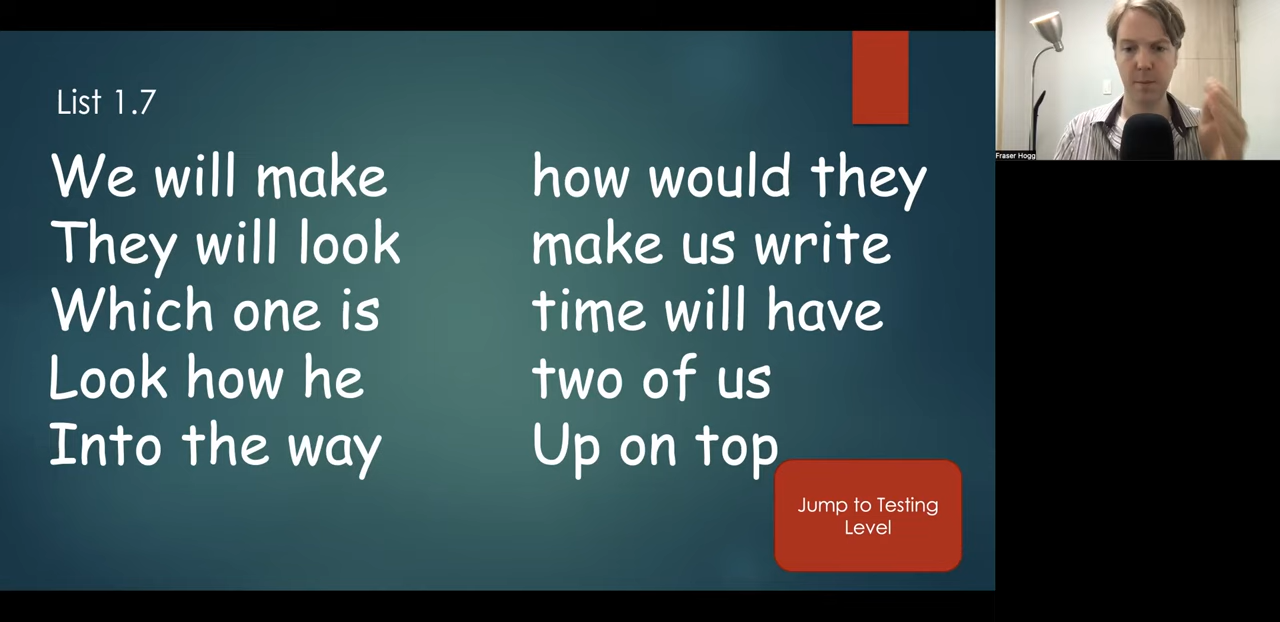 List 1.7
We will make
They will look
Which one is
Look how he
Into the way
how would they
make us write
time will have
two of us
Up on top
Jump to Testing
Level
Fraser Hogg